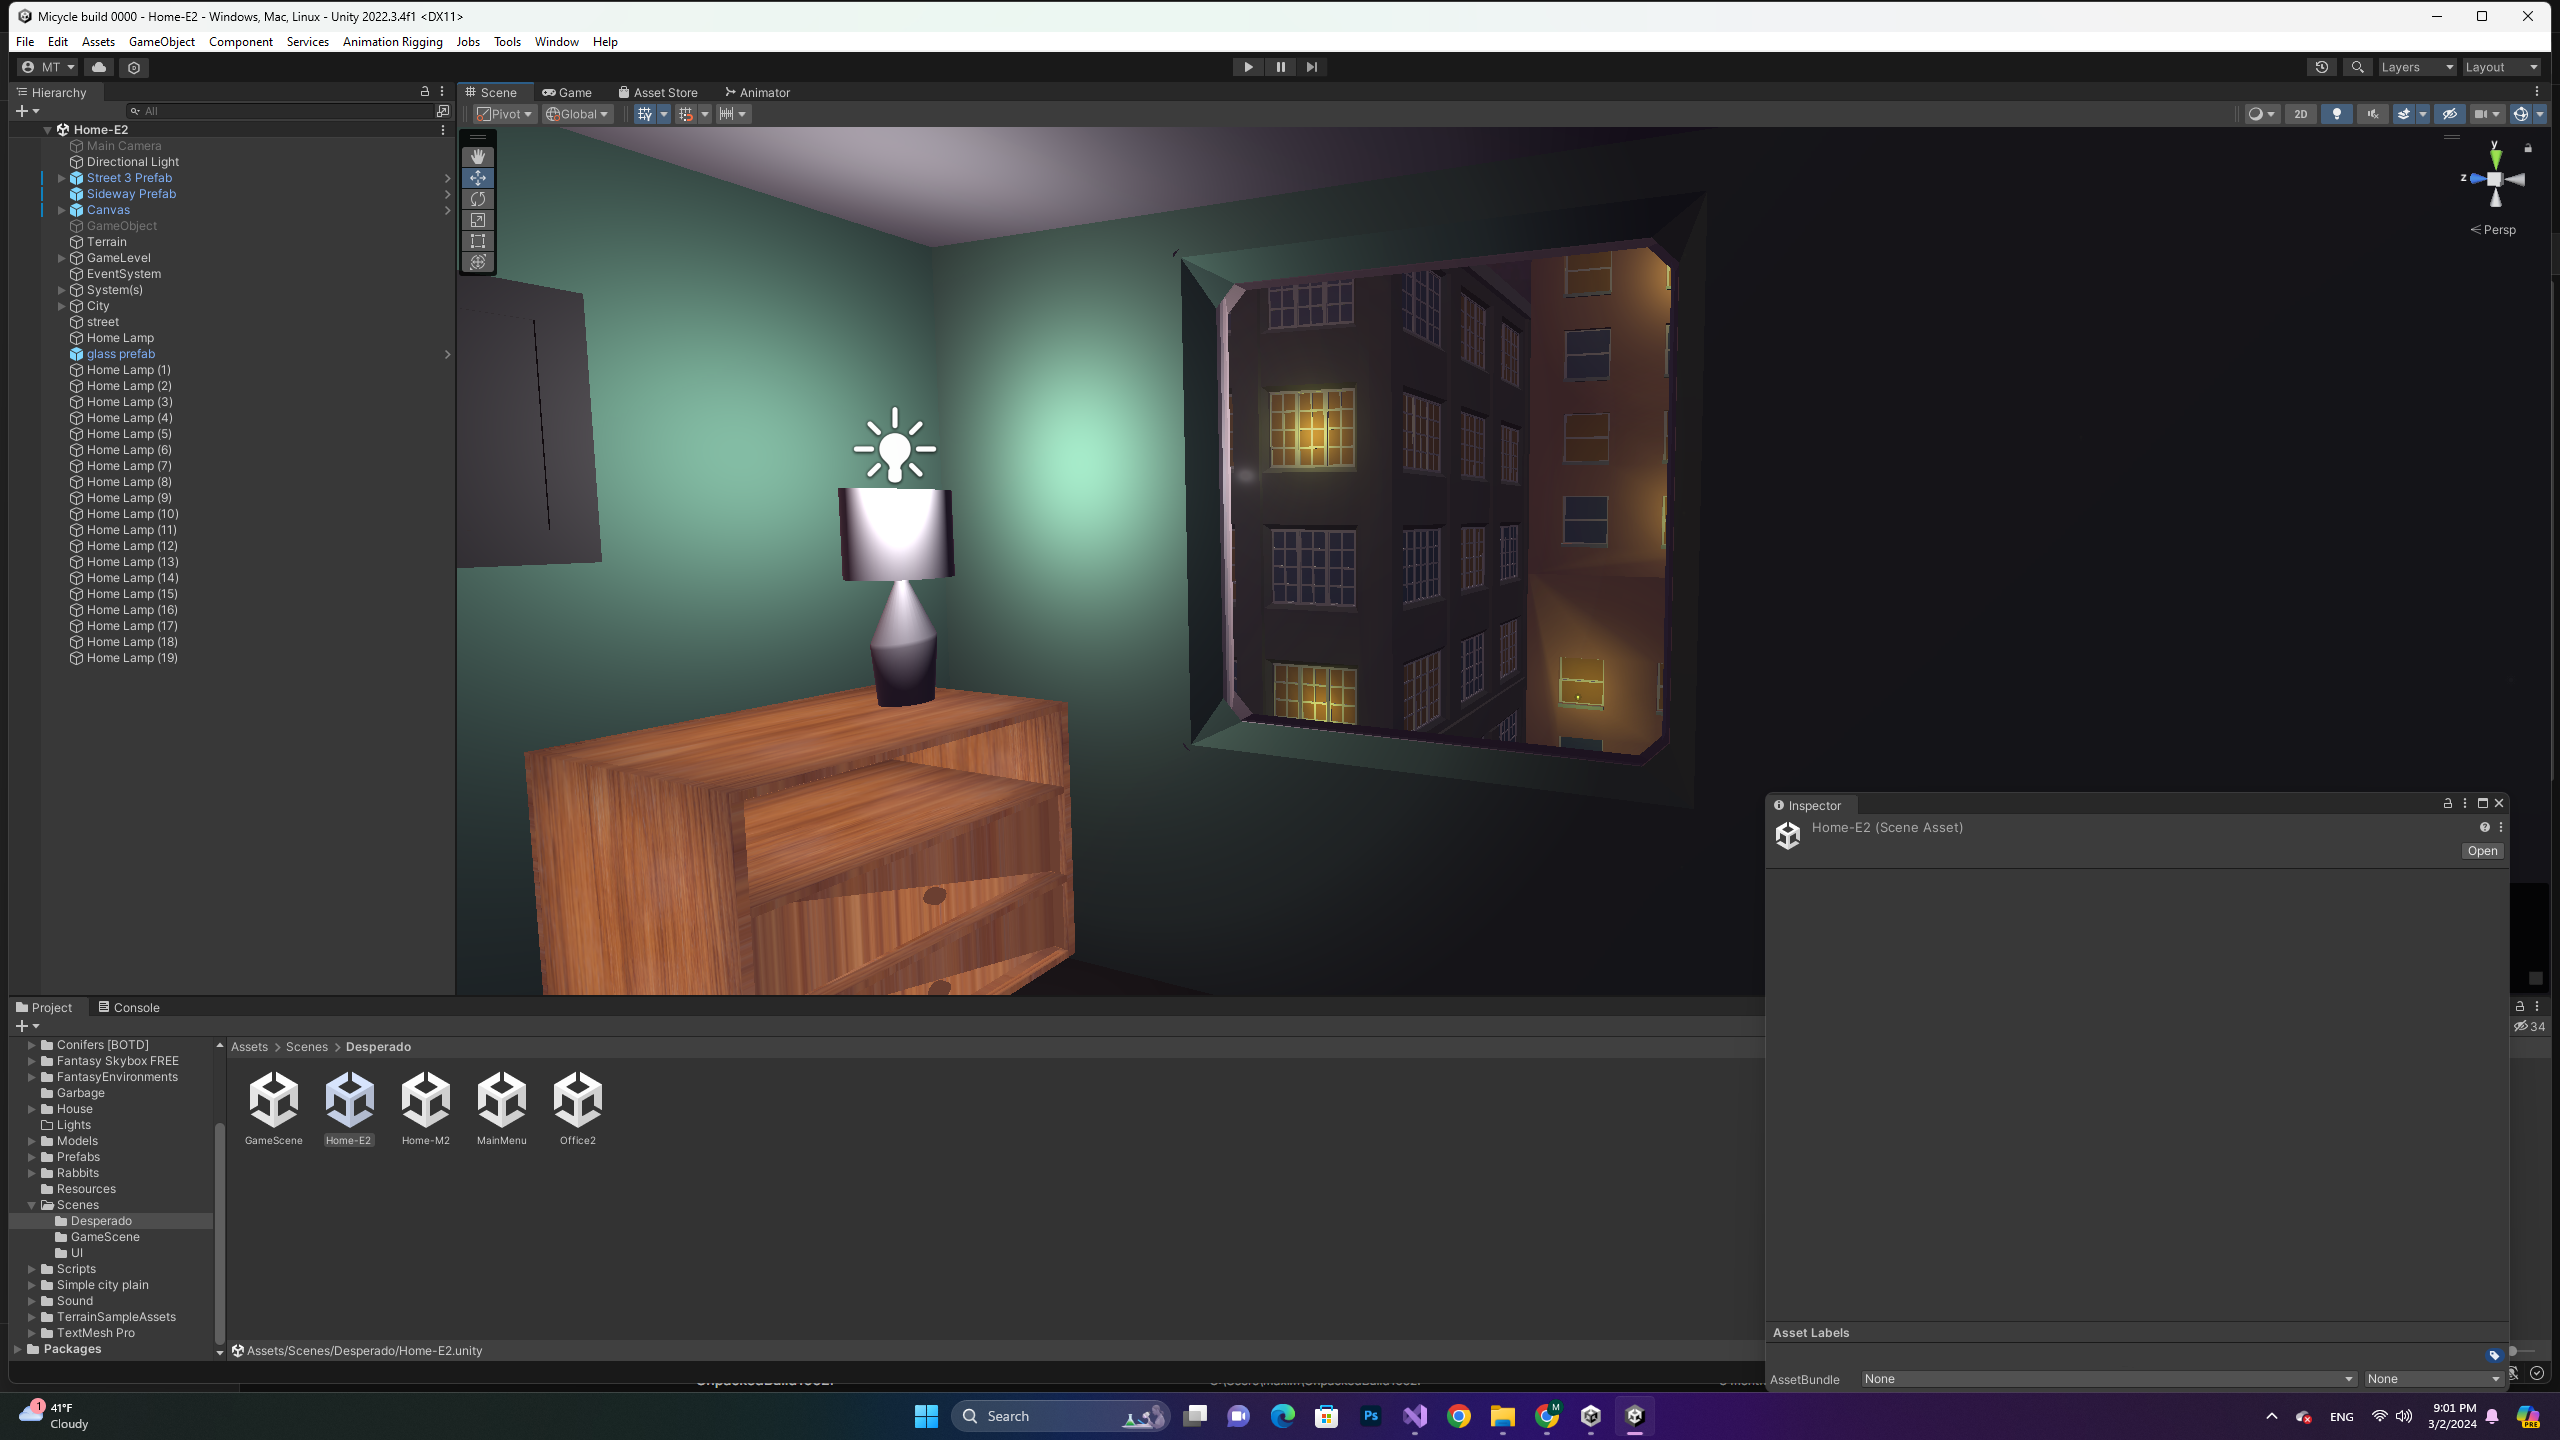 Micycle build 0000 - Home-E2 - Windows, Mac, Linux - Unity 2022.3.4f1 <DX11>
File Edit Assets GameObject Component Services Animation Rigging Jobs Tools Window Help
MT Layers Layout
Hierarchy
All
Home-E2
Main Camera
Directional Light
Street 3 Prefab
Sideway Prefab
Canvas
GameObject
Terrain
GameLevel
EventSystem
System(s)
City
street
Home Lamp
glass prefab
Home Lamp (1)
Home Lamp (2)
Home Lamp (3)
Home Lamp (4)
Home Lamp (5)
Home Lamp (6)
Home Lamp (7)
Home Lamp (8)
Home Lamp (9)
Home Lamp (10)
Home Lamp (11)
Home Lamp (12)
Home Lamp (13)
Home Lamp (14)
Home Lamp (15)
Home Lamp (16)
Home Lamp (17)
Home Lamp (18)
Home Lamp (19)
Scene Game Asset Store Animator
Pivot Global 2D
y
z
Persp
Inspector
Home-E2 (Scene Asset)
Open
Asset Labels
AssetBundle None None
Project Console
34
Conifers [BOTD]
Fantasy Skybox FREE
FantasyEnvironments
Garbage
House
Lights
Models
Prefabs
Rabbits
Resources
Scenes
Desperado
GameScene
UI
Scripts
Simple city plain
Sound
TerrainSampleAssets
TextMesh Pro
Packages
Assets > Scenes > Desperado
GameScene Home-E2 Home-M2 MainMenu Office2
Assets/Scenes/Desperado/Home-E2.unity
1
41°F
Cloudy
Search
Ps
M
ENG
9:01 PM
3/2/2024
PRE